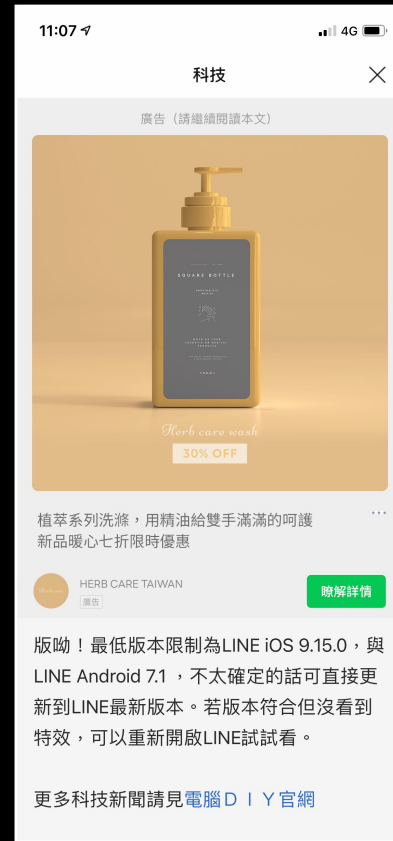 11:07
4G
科技
廣告（請繼續閱讀本文）
SQUARE BOTTLE
Herb care wash
30% OFF
植萃系列洗滌，用精油給雙手滿滿的呵護
新品暖心七折限時優惠
HERB CARE TAIWAN
廣告
瞭解詳情
版呦！最低版本限制為LINE iOS 9.15.0，與
LINE Android 7.1 ，不太確定的話可直接更
新到LINE最新版本。若版本符合但沒看到
特效，可以重新開啟LINE試試看。
更多科技新聞請見電腦ＤＩＹ官網